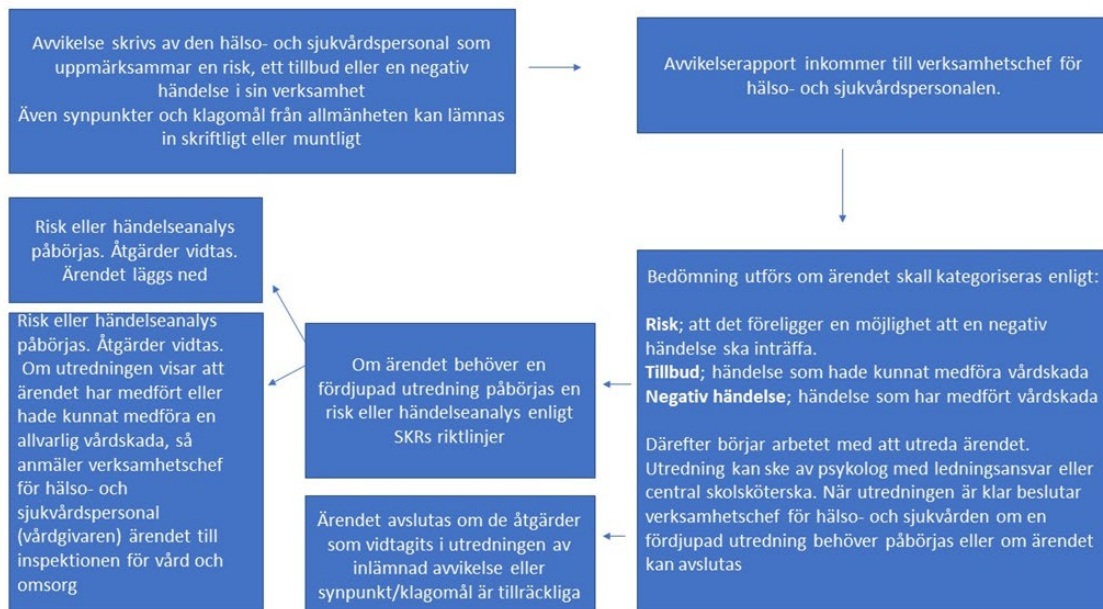 Avvikelse skrivs av den hälso- och sjukvårdspersonal som
uppmärksammar en risk, ett tillbud eller en negativ
händelse i sin verksamhet
Även synpunkter och klagomål från allmänheten kan lämnas
in skriftligt eller muntligt
Avvikelserapport inkommer till verksamhetschef för
hälso- och sjukvårdspersonalen.
Bedömning utförs om ärendet skall kategoriseras enligt:
Risk; att det föreligger en möjlighet att en negativ
händelse ska inträffa.
Tillbud; händelse som hade kunnat medföra vårdskada
Negativ händelse; händelse som har medfört vårdskada
Därefter börjar arbetet med att utreda ärendet.
Utredning kan ske av psykolog med ledningsansvar eller
central skolsköterska. När utredningen är klar beslutar
verksamhetschef för hälso- och sjukvården om en
fördjupad utredning behöver påbörjas eller om ärendet
kan avslutas
Om ärendet behöver en
fördjupad utredning påbörjas en
risk eller händelseanalys enligt
SKRs riktlinjer
Ärendet avslutas om de åtgärder
som vidtagits i utredningen av
inlämnad avvikelse eller
synpunkt/klagomål är tillräckliga
Risk eller händelseanalys
påbörjas. Åtgärder vidtas.
Ärendet läggs ned
Risk eller händelseanalys
påbörjas. Åtgärder vidtas.
Om utredningen visar att
ärendet har medfört eller
hade kunnat medföra en
allvarlig vårdskada, så
anmäler verksamhetschef
för hälso- och
sjukvårdspersonal
(vårdgivaren) ärendet till
inspektionen för vård och
omsorg